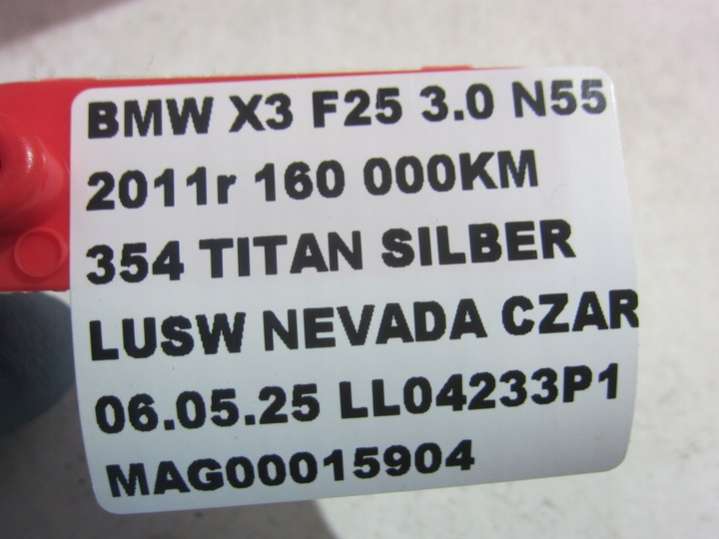 BMW X3 F25 3.0 N55
2011r 160 000KM
354 TITAN SILBER
LUSW NEVADA CZAR
06.05.25 LL04233P1
MAG00015904